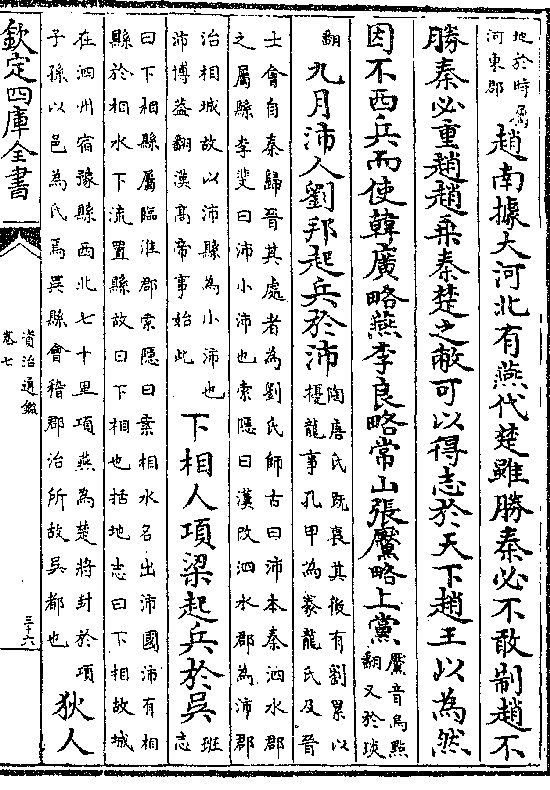 地於時屬
河東郡
趙南據大河北有燕代楚雖勝秦必不敢制趙不
勝秦必重趙趙乗秦楚之敝可以得志於天下趙王以為然
因不西兵而使韓廣略燕李良略常山張黶略上黨
黶音烏㸃
翻又於琰
翻
九月沛人劉邦起兵於沛
陶唐氏既衰其後有劉累以
擾龍事孔甲為豢龍氏及晉
士會自秦歸晉其處者為劉氏師古曰沛本秦泗水郡
之屬縣李斐曰沛小沛也索隱曰漢改泗水郡為沛郡
治相城故以沛縣為小沛也
沛博葢翻漢髙帝事始此
下相人項梁起兵於吳
班
志
曰下相縣屬臨淮郡索隱曰案相水名出沛國沛有相
縣於相水下流置縣故曰下相也括地志曰下相故城
在泗州宿豫縣西北七十里項燕為楚將封於項
子孫以邑為氏焉吳縣會稽郡治所故吳都也
狄人
欽定四庫全書
資治通鑑
卷七
三十六